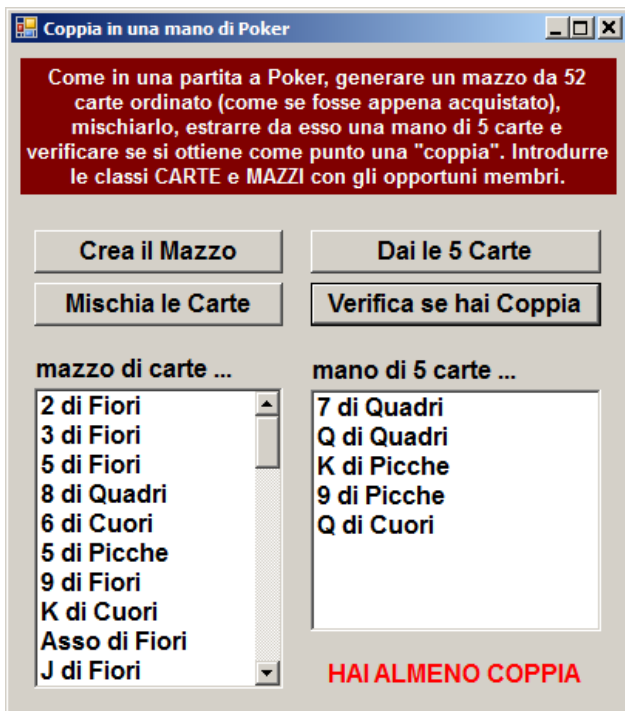 Coppia in una mano di Poker
Come in una partita a Poker, generare un mazzo da 52
carte ordinato (come se fosse appena acquistato),
mischiarlo, estrarre da esso una mano di 5 carte e
verificare se si ottiene come punto una "coppia". Introdurre
le classi CARTE e MAZZI con gli opportuni membri.
Crea il Mazzo
Dai le 5 Carte
Mischia le Carte
Verifica se hai Coppia
mazzo di carte ...
2 di Fiori
3 di Fiori
5 di Fiori
8 di Quadri
6 di Cuori
5 di Picche
9 di Fiori
K di Cuori
Asso di Fiori
J di Fiori
mano di 5 carte ...
7 di Quadri
Q di Quadri
K di Picche
9 di Picche
Q di Cuori
HAI ALMENO COPPIA